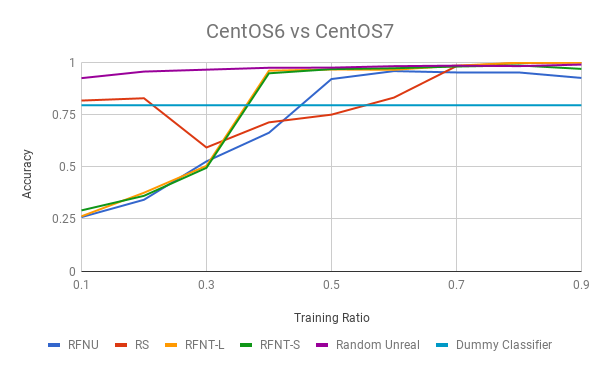 CentOS6 vs CentOS7
1
0.75
0.5
0.25
0
Accuracy
0.1 0.3 0.5 0.7 0.9
Training Ratio
RFNU RS RFNT-L RFNT-S Random Unreal Dummy Classifier